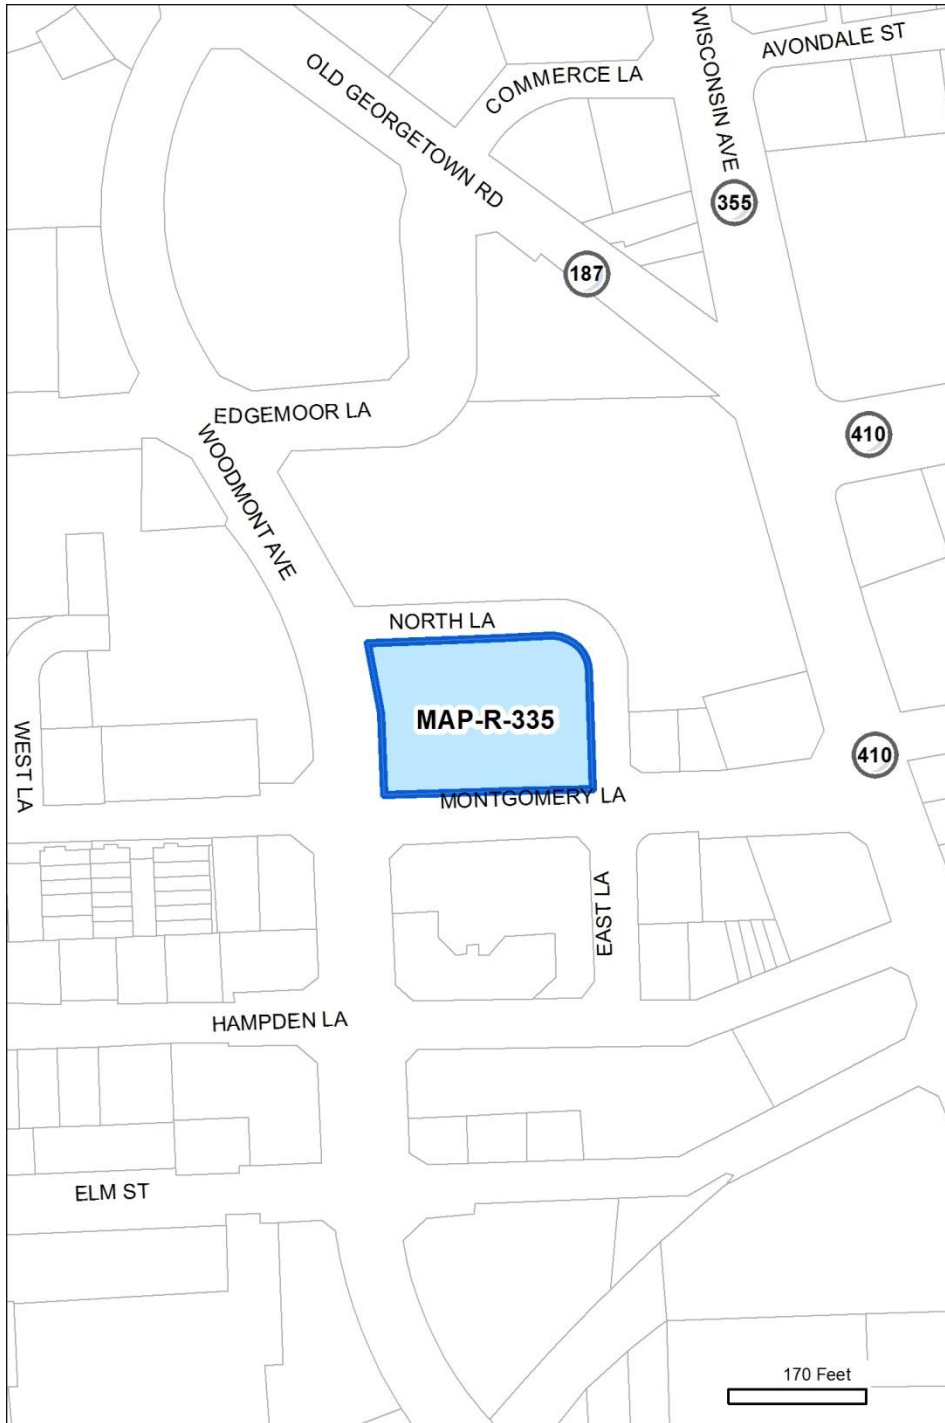 WISCONSIN AVE
AVONDALE ST
OLD GEORGETOWN RD
COMMERCE LA
355
187
EDGEMOOR LA
410
WOODMONT AVE
NORTH LA
MAP-R-335
WEST LA
410
MONTGOMERY LA
EAST LA
HAMPDEN LA
ELM ST
170 Feet